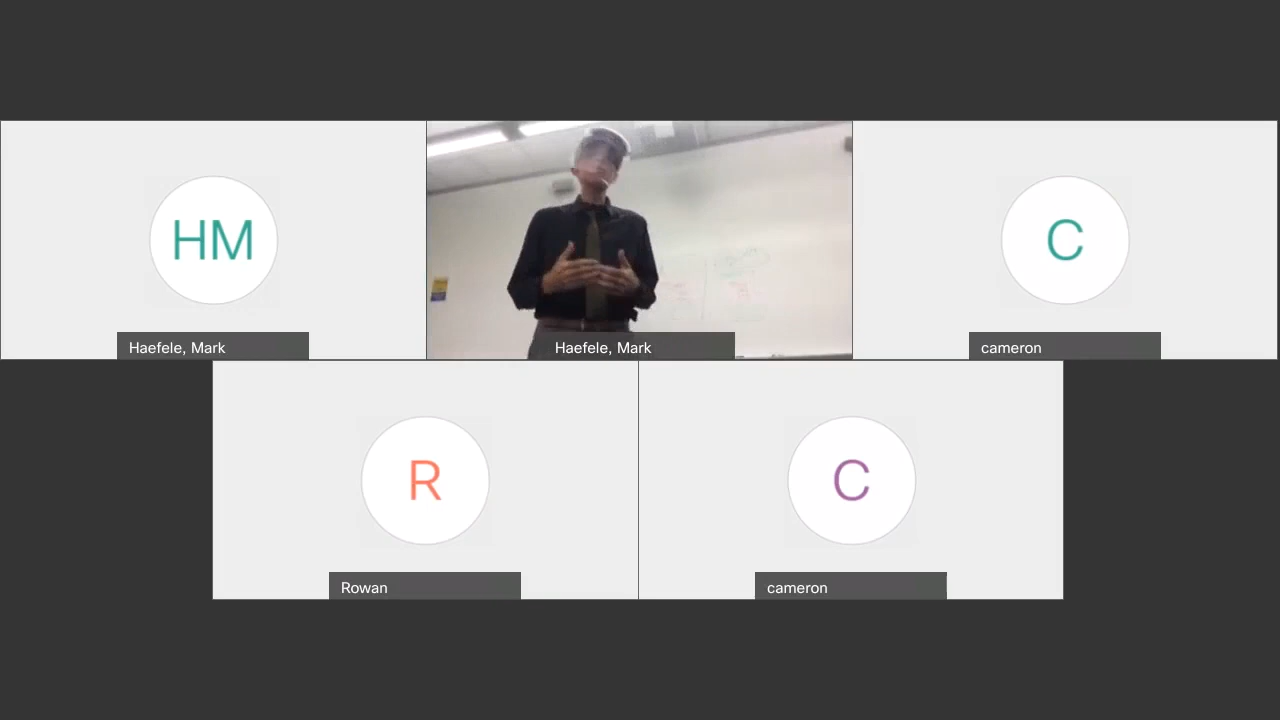 HM
Haefele, Mark
Haefele, Mark
C
cameron
R
Rowan
C
cameron